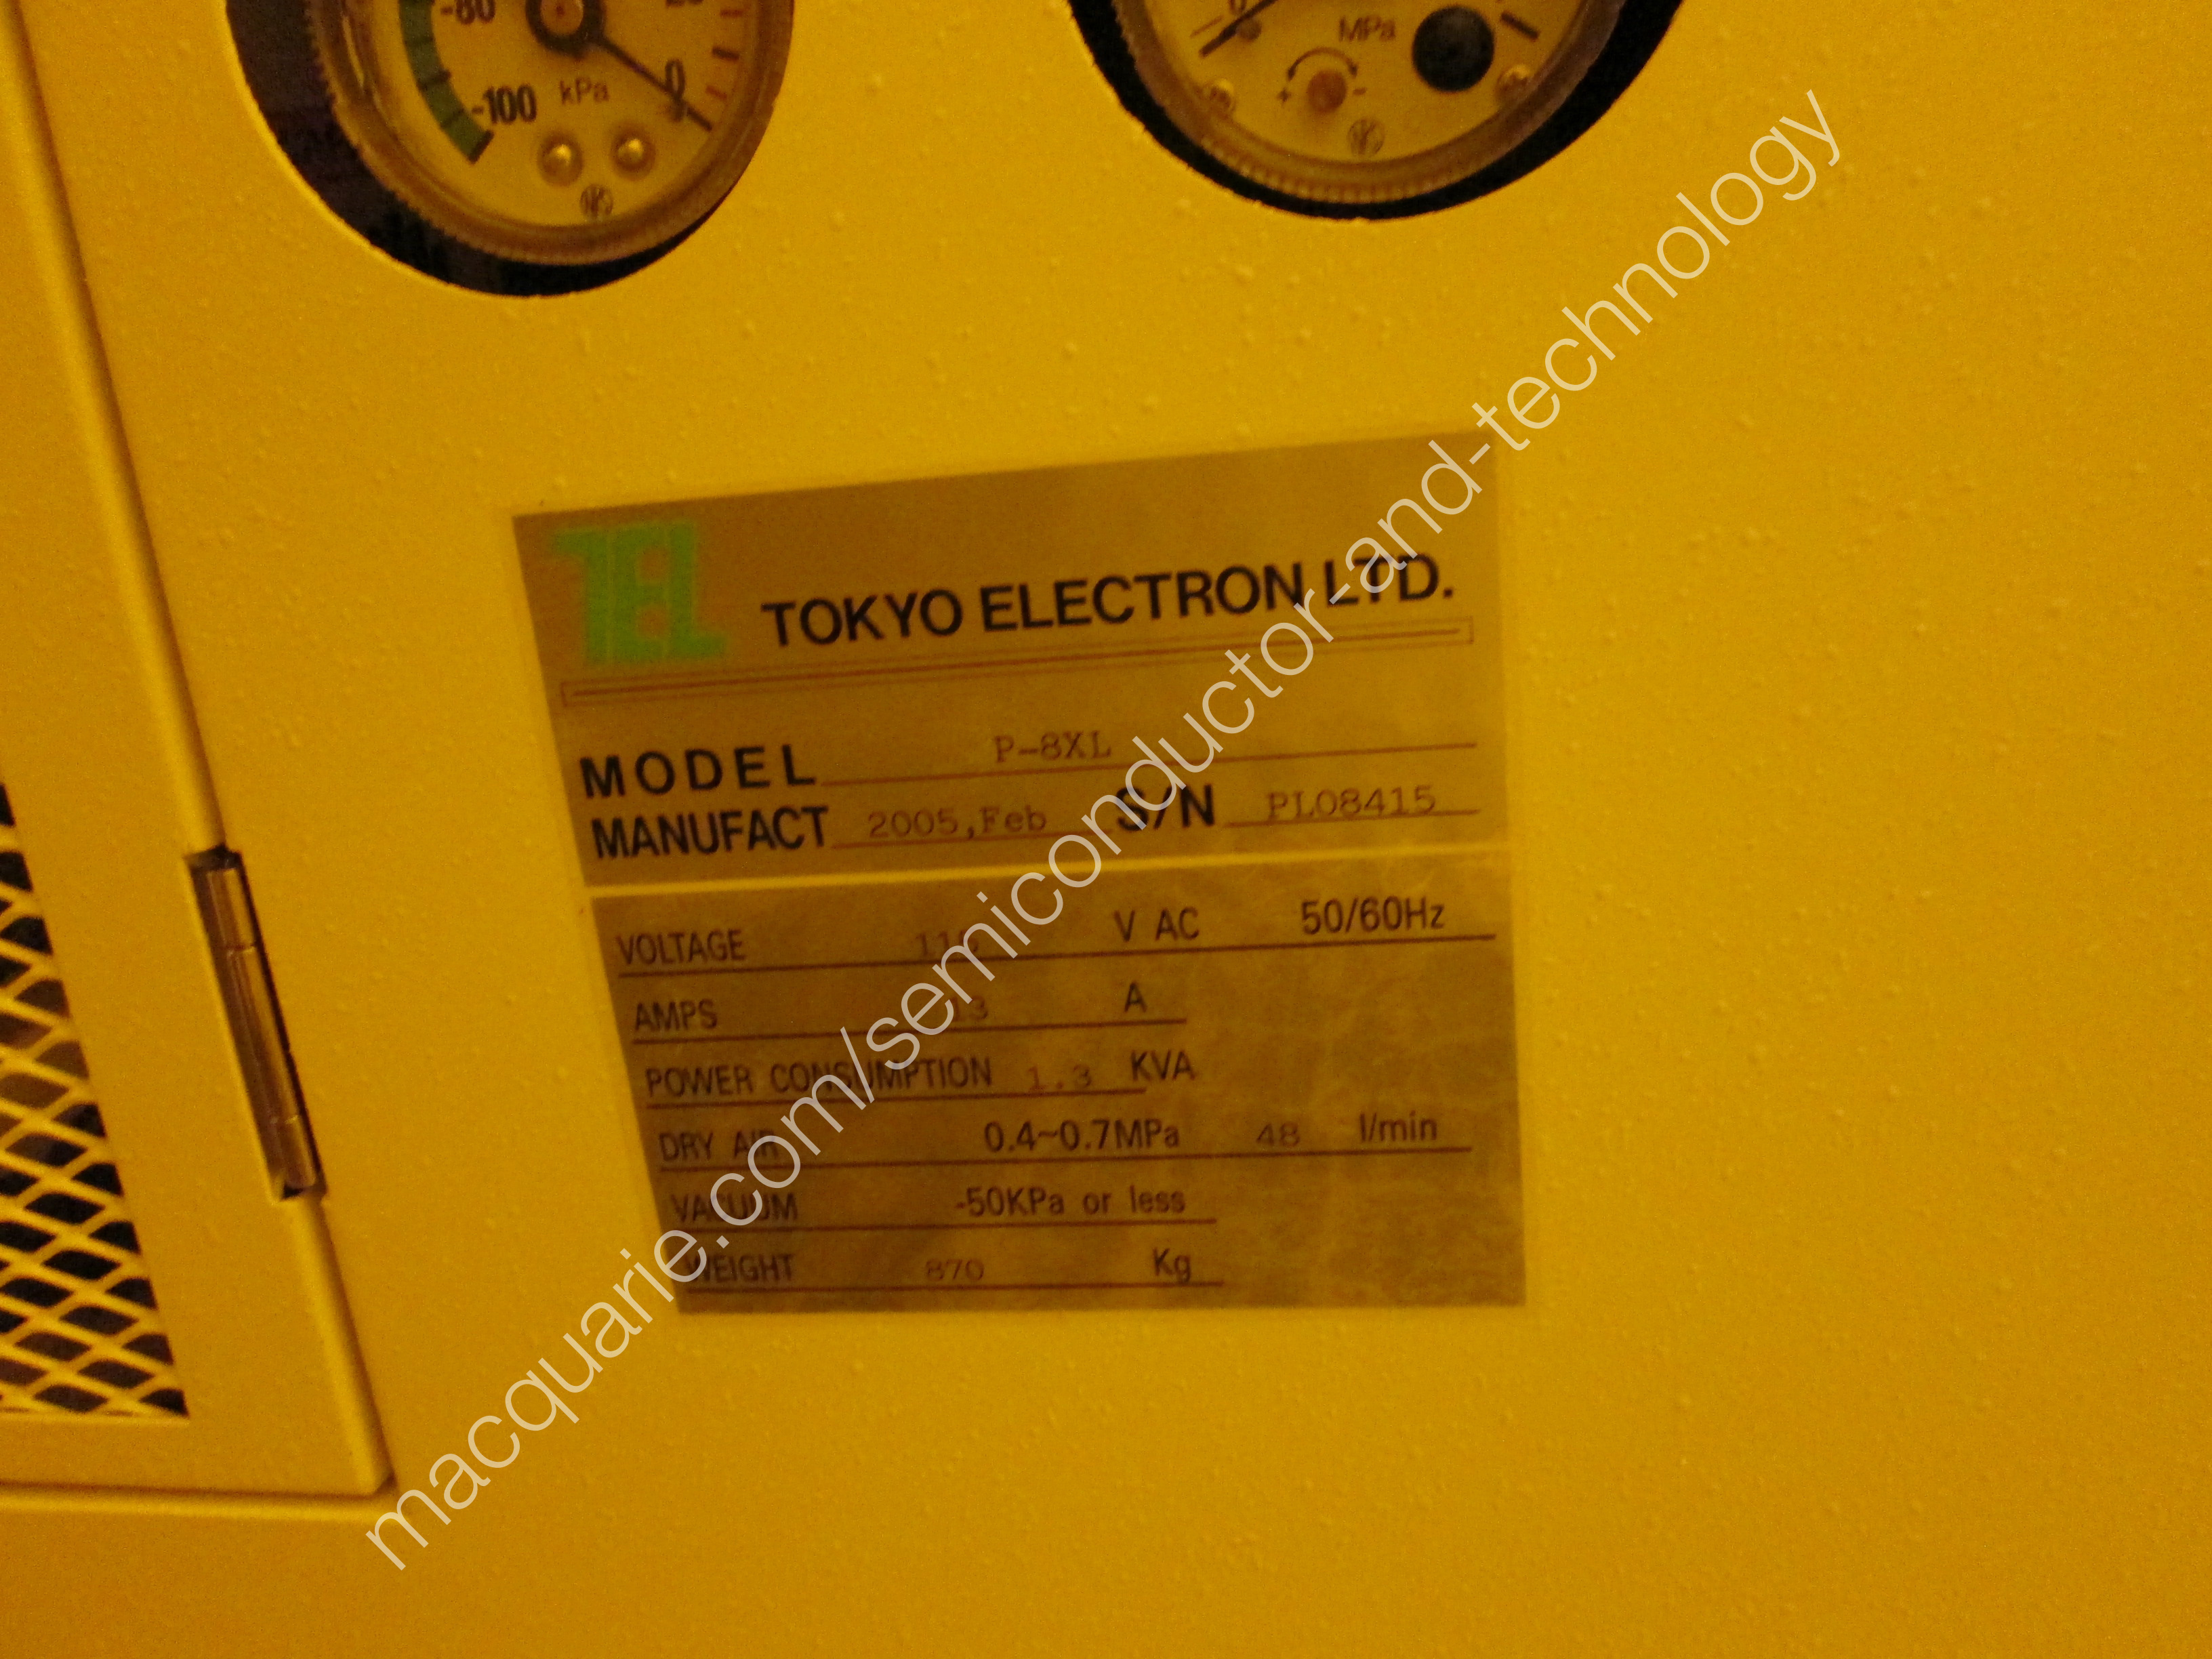 -80
-100 kPa 0
MPa
+ -
TEL TOKYO ELECTRON LTD.
MODEL P-8XL
MANUFACT 2005,Feb S/N PL08415
VOLTAGE V AC 50/60Hz
AMPS A
POWER CONSUMPTION 1.3 KVA
DRY AIR 0.4~0.7MPa 48 l/min
VACUUM -50KPa or less
WEIGHT 870 Kg
macquarie.com/semiconductor-and-technology